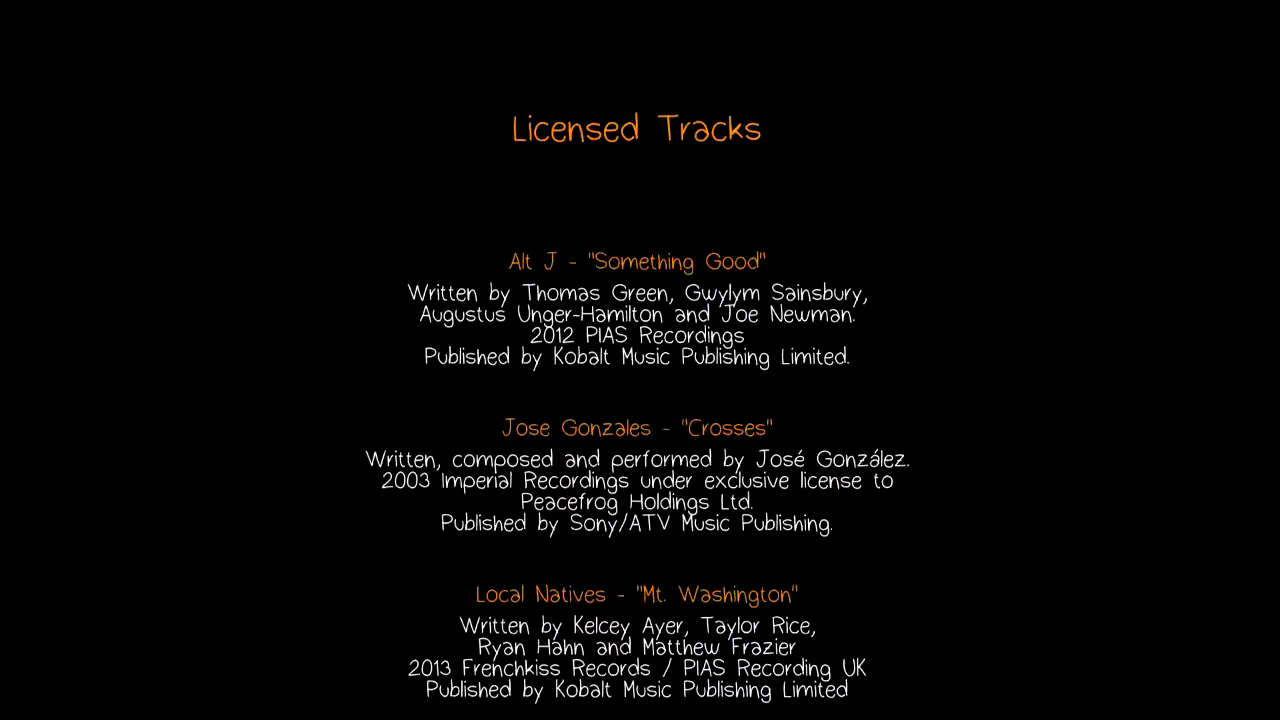 Licensed Tracks
Alt J - "Something Good"
Written by Thomas Green, Gwylym Sainsbury,
Augustus Unger-Hamilton and Joe Newman.
2012 PIAS Recordings
Published by Kobalt Music Publishing Limited.
Jose Gonzales - "Crosses"
Written, composed and performed by José González.
2003 Imperial Recordings under exclusive license to
Peacefrog Holdings Ltd.
Published by Sony/ATV Music Publishing.
Local Natives - "Mt. Washington"
Written by Kelcey Ayer, Taylor Rice,
Ryan Hahn and Matthew Frazier
2013 Frenchkiss Records / PIAS Recording UK
Published by Kobalt Music Publishing Limited